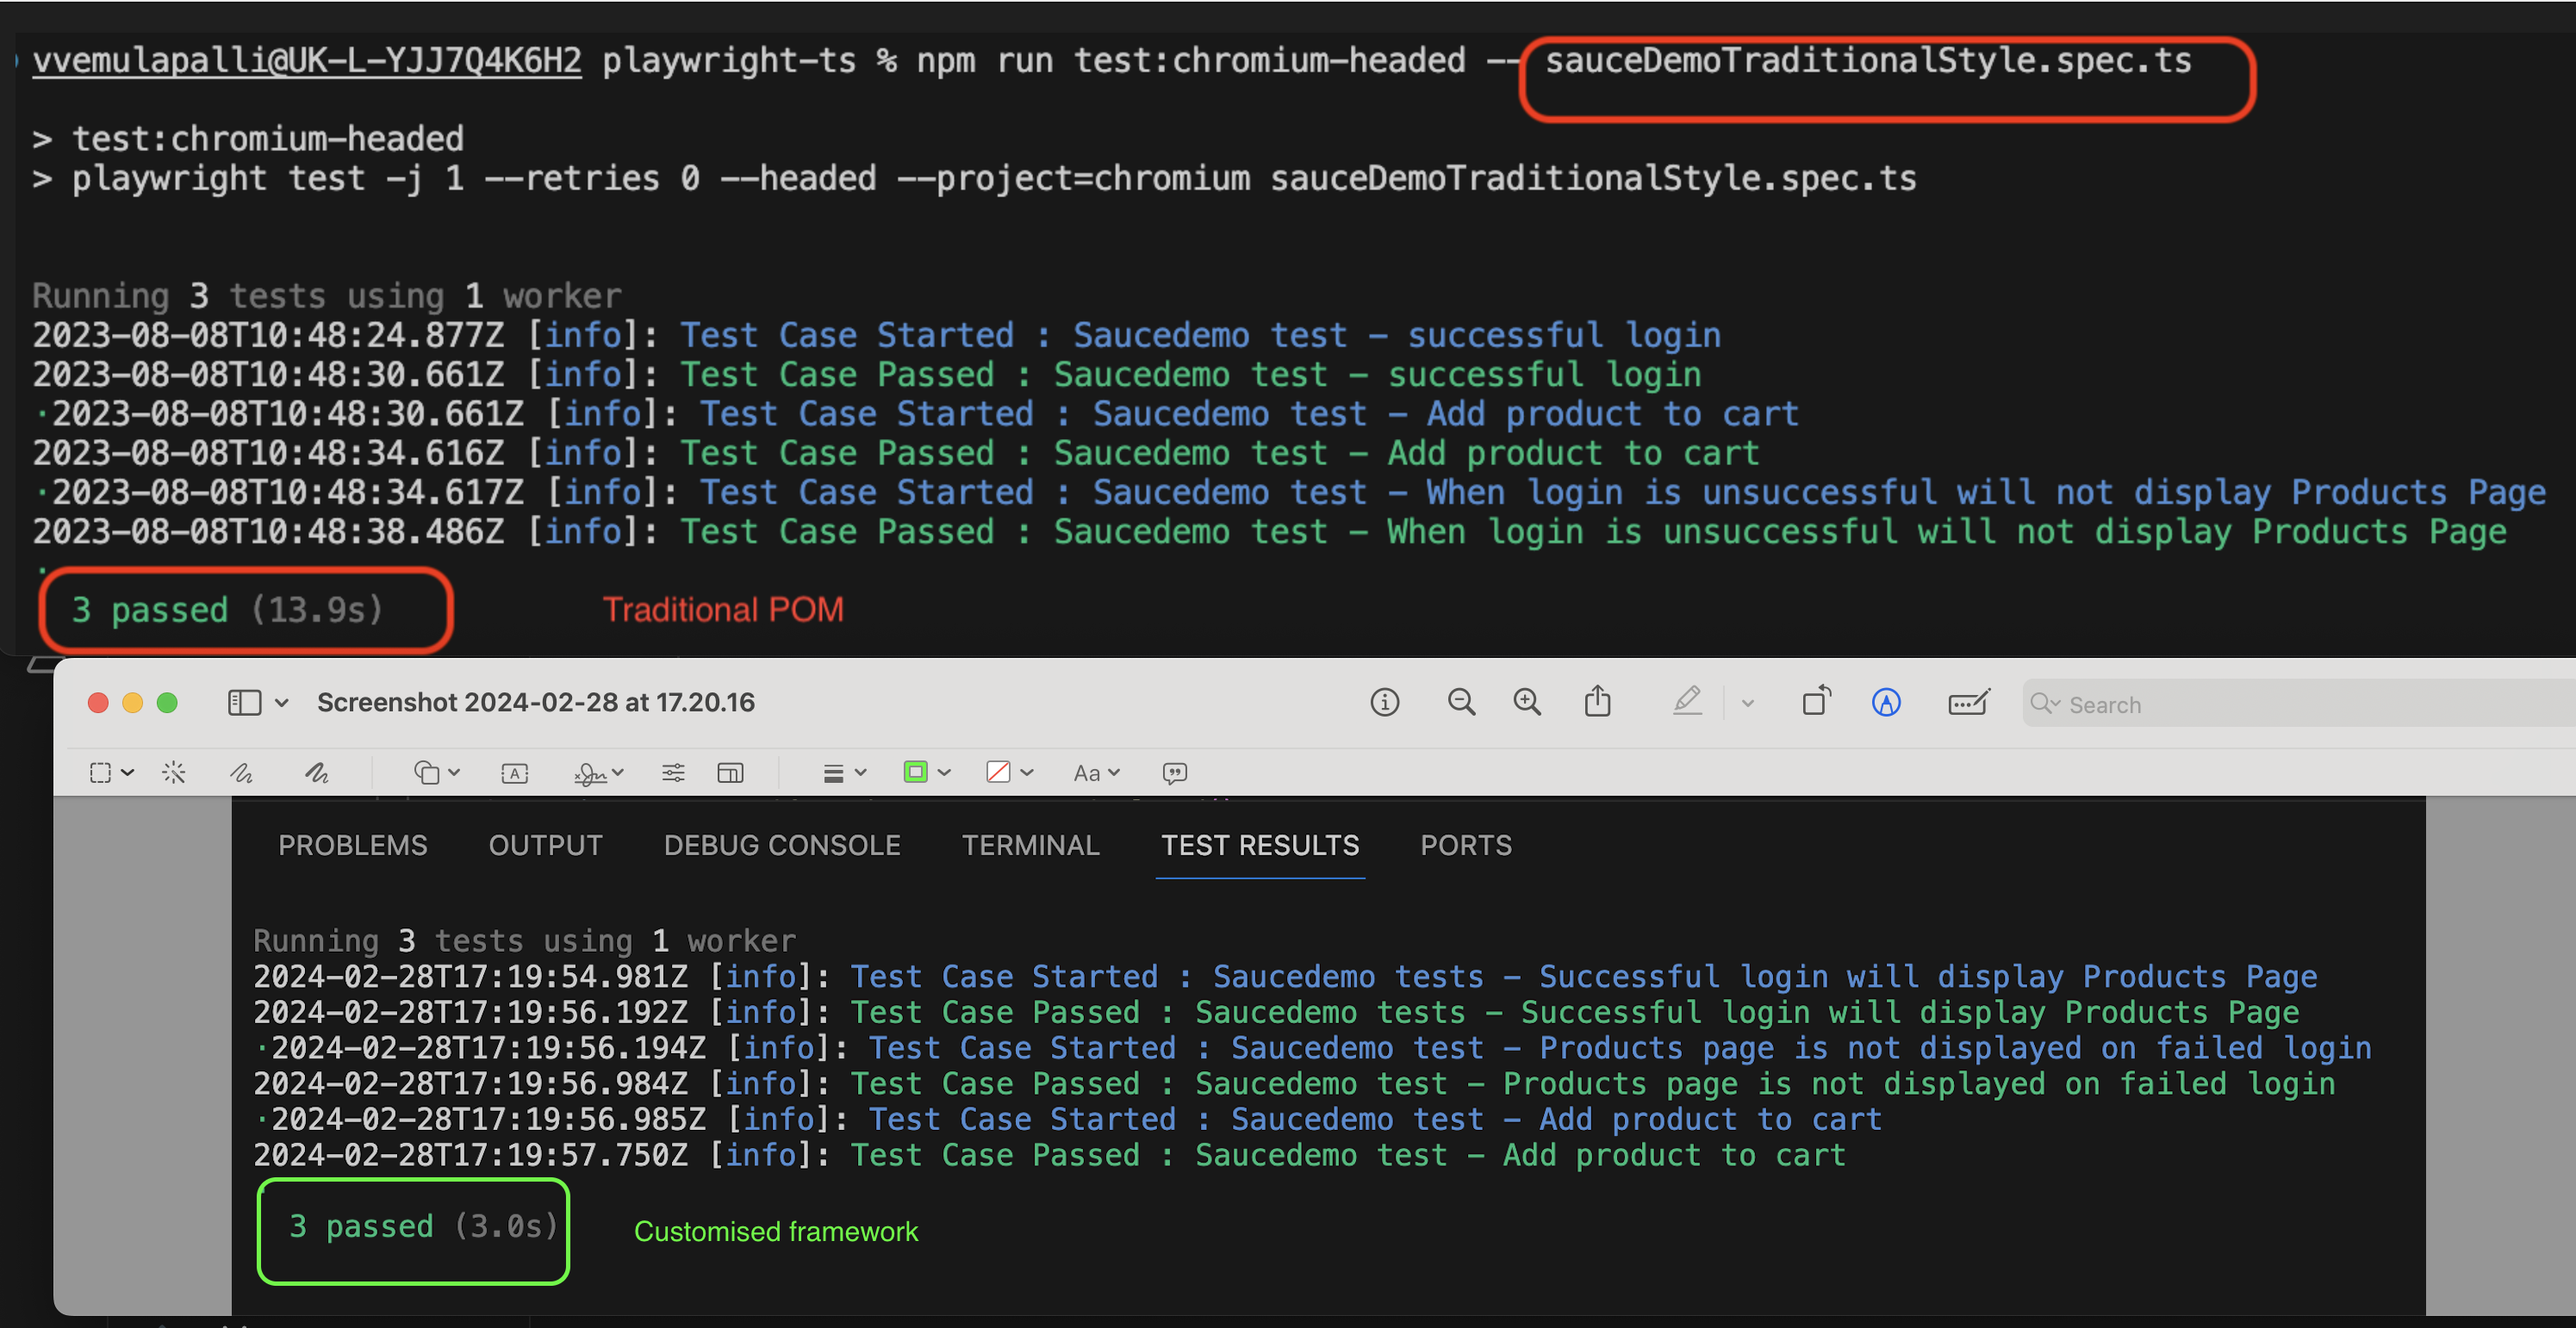 vvemulapalli@UK-L-YJJ7Q4K6H2 playwright-ts % npm run test:chromium-headed -- sauceDemoTraditionalStyle.spec.ts
> test:chromium-headed
> playwright test -j 1 --retries 0 --headed --project=chromium sauceDemoTraditionalStyle.spec.ts
Running 3 tests using 1 worker
2023-08-08T10:48:24.877Z [info]: Test Case Started : Saucedemo test - successful login
2023-08-08T10:48:30.661Z [info]: Test Case Passed : Saucedemo test - successful login
·2023-08-08T10:48:30.661Z [info]: Test Case Started : Saucedemo test - Add product to cart
2023-08-08T10:48:34.616Z [info]: Test Case Passed : Saucedemo test - Add product to cart
·2023-08-08T10:48:34.617Z [info]: Test Case Started : Saucedemo test - When login is unsuccessful will not display Products Page
2023-08-08T10:48:38.486Z [info]: Test Case Passed : Saucedemo test - When login is unsuccessful will not display Products Page
·
3 passed (13.9s) Traditional POM
Screenshot 2024-02-28 at 17.20.16 Search
A Aa
PROBLEMS OUTPUT DEBUG CONSOLE TERMINAL TEST RESULTS PORTS
Running 3 tests using 1 worker
2024-02-28T17:19:54.981Z [info]: Test Case Started : Saucedemo tests - Successful login will display Products Page
2024-02-28T17:19:56.192Z [info]: Test Case Passed : Saucedemo tests - Successful login will display Products Page
·2024-02-28T17:19:56.194Z [info]: Test Case Started : Saucedemo test - Products page is not displayed on failed login
2024-02-28T17:19:56.984Z [info]: Test Case Passed : Saucedemo test - Products page is not displayed on failed login
·2024-02-28T17:19:56.985Z [info]: Test Case Started : Saucedemo test - Add product to cart
2024-02-28T17:19:57.750Z [info]: Test Case Passed : Saucedemo test - Add product to cart
3 passed (3.0s) Customised framework